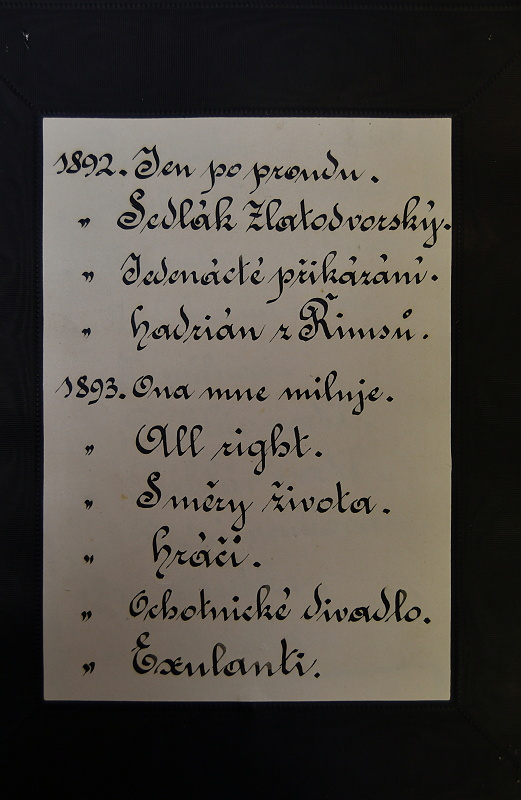 1892. Jen po proudu.
" Sedlák Zlatodvorský.
" Jedenácté přikázání.
" Hadrián z Římsů.
1893. Ona mne miluje.
" All right.
" Směry života.
" Hráči.
" Ochotnické divadlo.
" Exulanti.